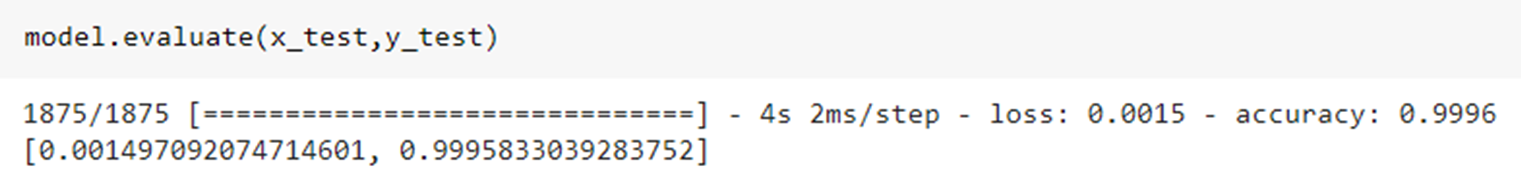 model.evaluate(x_test,y_test)
1875/1875 [==============================] - 4s 2ms/step - loss: 0.0015 - accuracy: 0.9996
[0.001497092074714601, 0.9995833039283752]